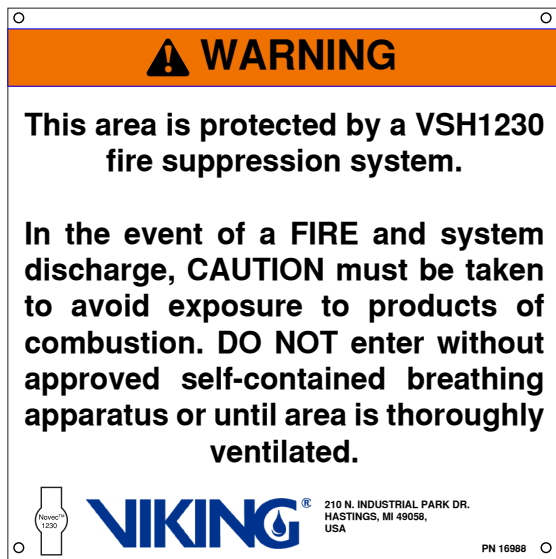 WARNING
This area is protected by a VSH1230
fire suppression system.
In the event of a FIRE and system
discharge, CAUTION must be taken
to avoid exposure to products of
combustion. DO NOT enter without
approved self-contained breathing
apparatus or until area is thoroughly
ventilated.
Novec™
1230
VIKING®
210 N. INDUSTRIAL PARK DR.
HASTINGS, MI 49058,
USA
PN 16988